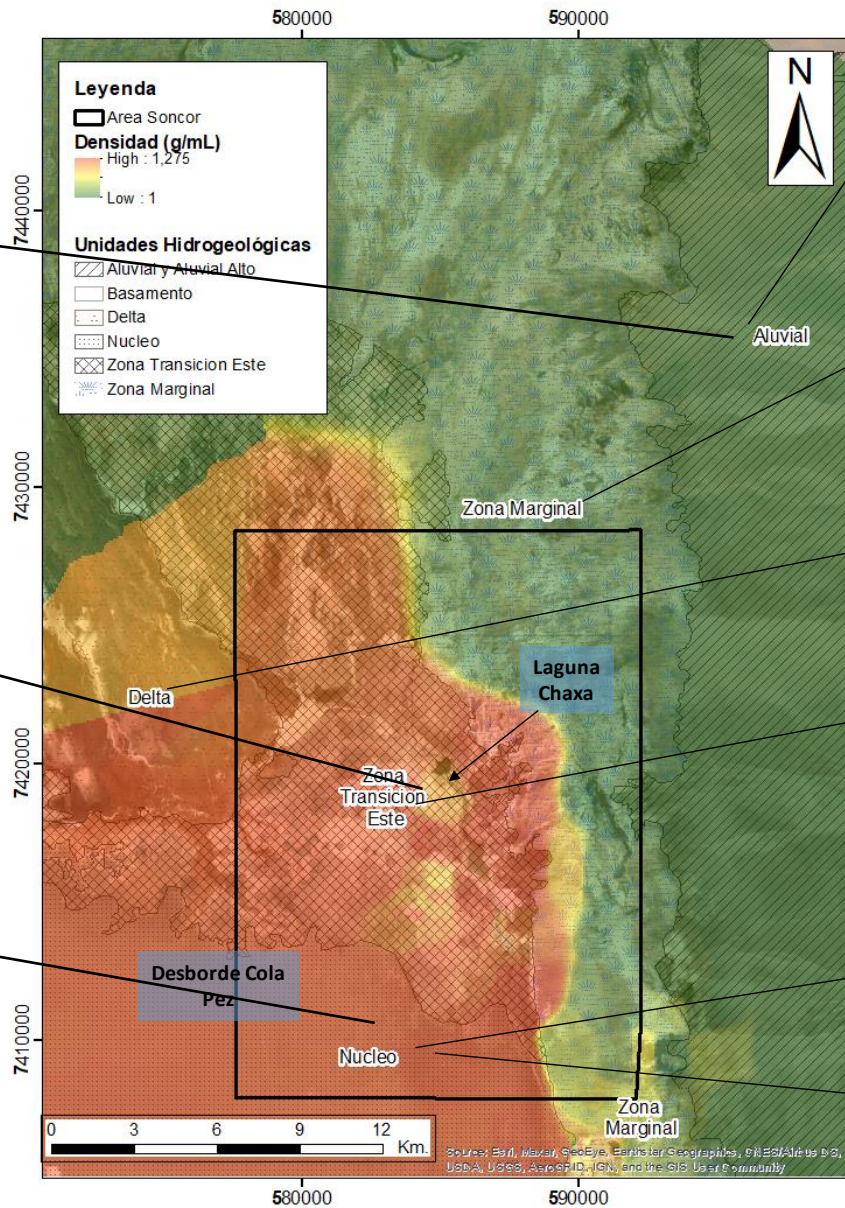 580000 590000
Leyenda
Area Soncor
Densidad (g/mL)
High : 1,275
Low : 1
Unidades Hidrogeológicas
Aluvial y Aluvial Alto
Basamento
Delta
Nucleo
Zona Transicion Este
Zona Marginal
N
7440000
Aluvial
7430000
Zona Marginal
Laguna
Chaxa
Delta
7420000
Zona
Transicion
Este
Desborde Cola
Pez
7410000
Nucleo
Zona
Marginal
0 3 6 9 12
Km.
Source: Esri, Maxar, GeoEye, Earthstar Geographics, CNES/Airbus DS,
USDA, USGS, AeroGRID, IGN, and the GIS User Community
580000 590000